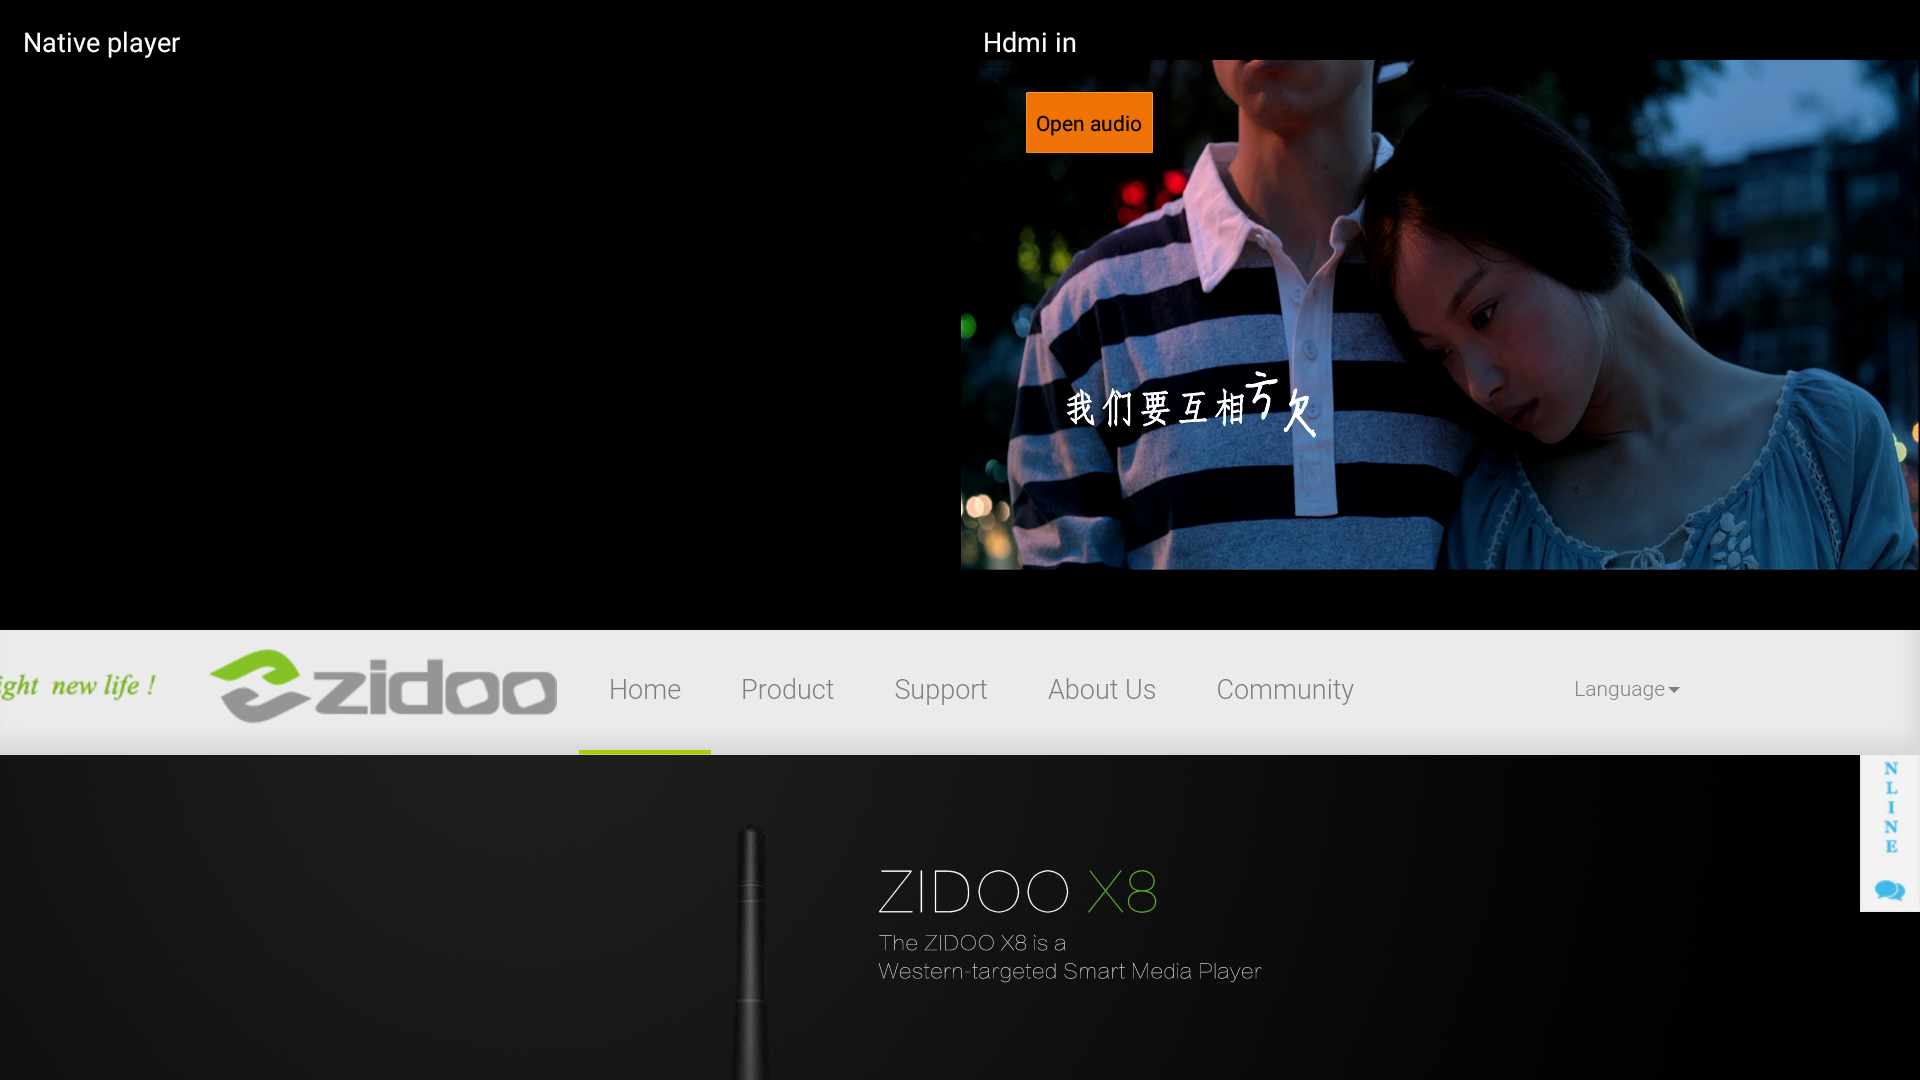 Native player
Hdmi in
Open audio
我们要互相亏欠
ight new life !
zidoo
Home
Product
Support
About Us
Community
Language
NLINE
ZIDOO X8
The ZIDOO X8 is a
Western-targeted Smart Media Player